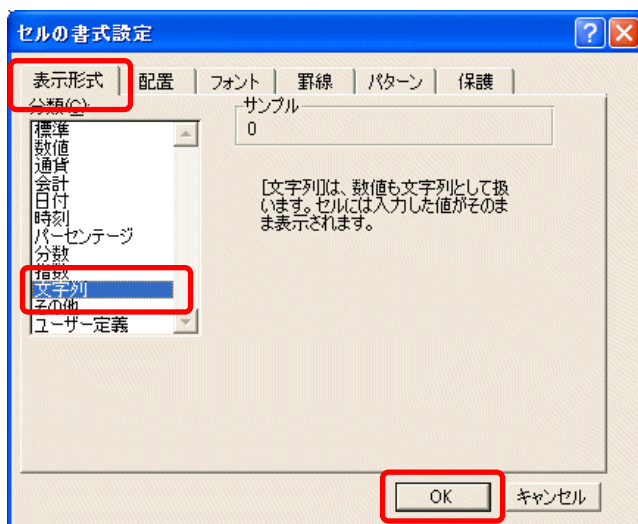 セルの書式設定
表示形式 配置 フォント 罫線 パターン 保護
分類(C):
サンプル
0
標準
数値
通貨
会計
日付
時刻
パーセンテージ
分数
指数
文字列
その他
ユーザー定義
[文字列]は、数値も文字列として扱
います。セルには入力した値がそのま
ま表示されます。
OK キャンセル